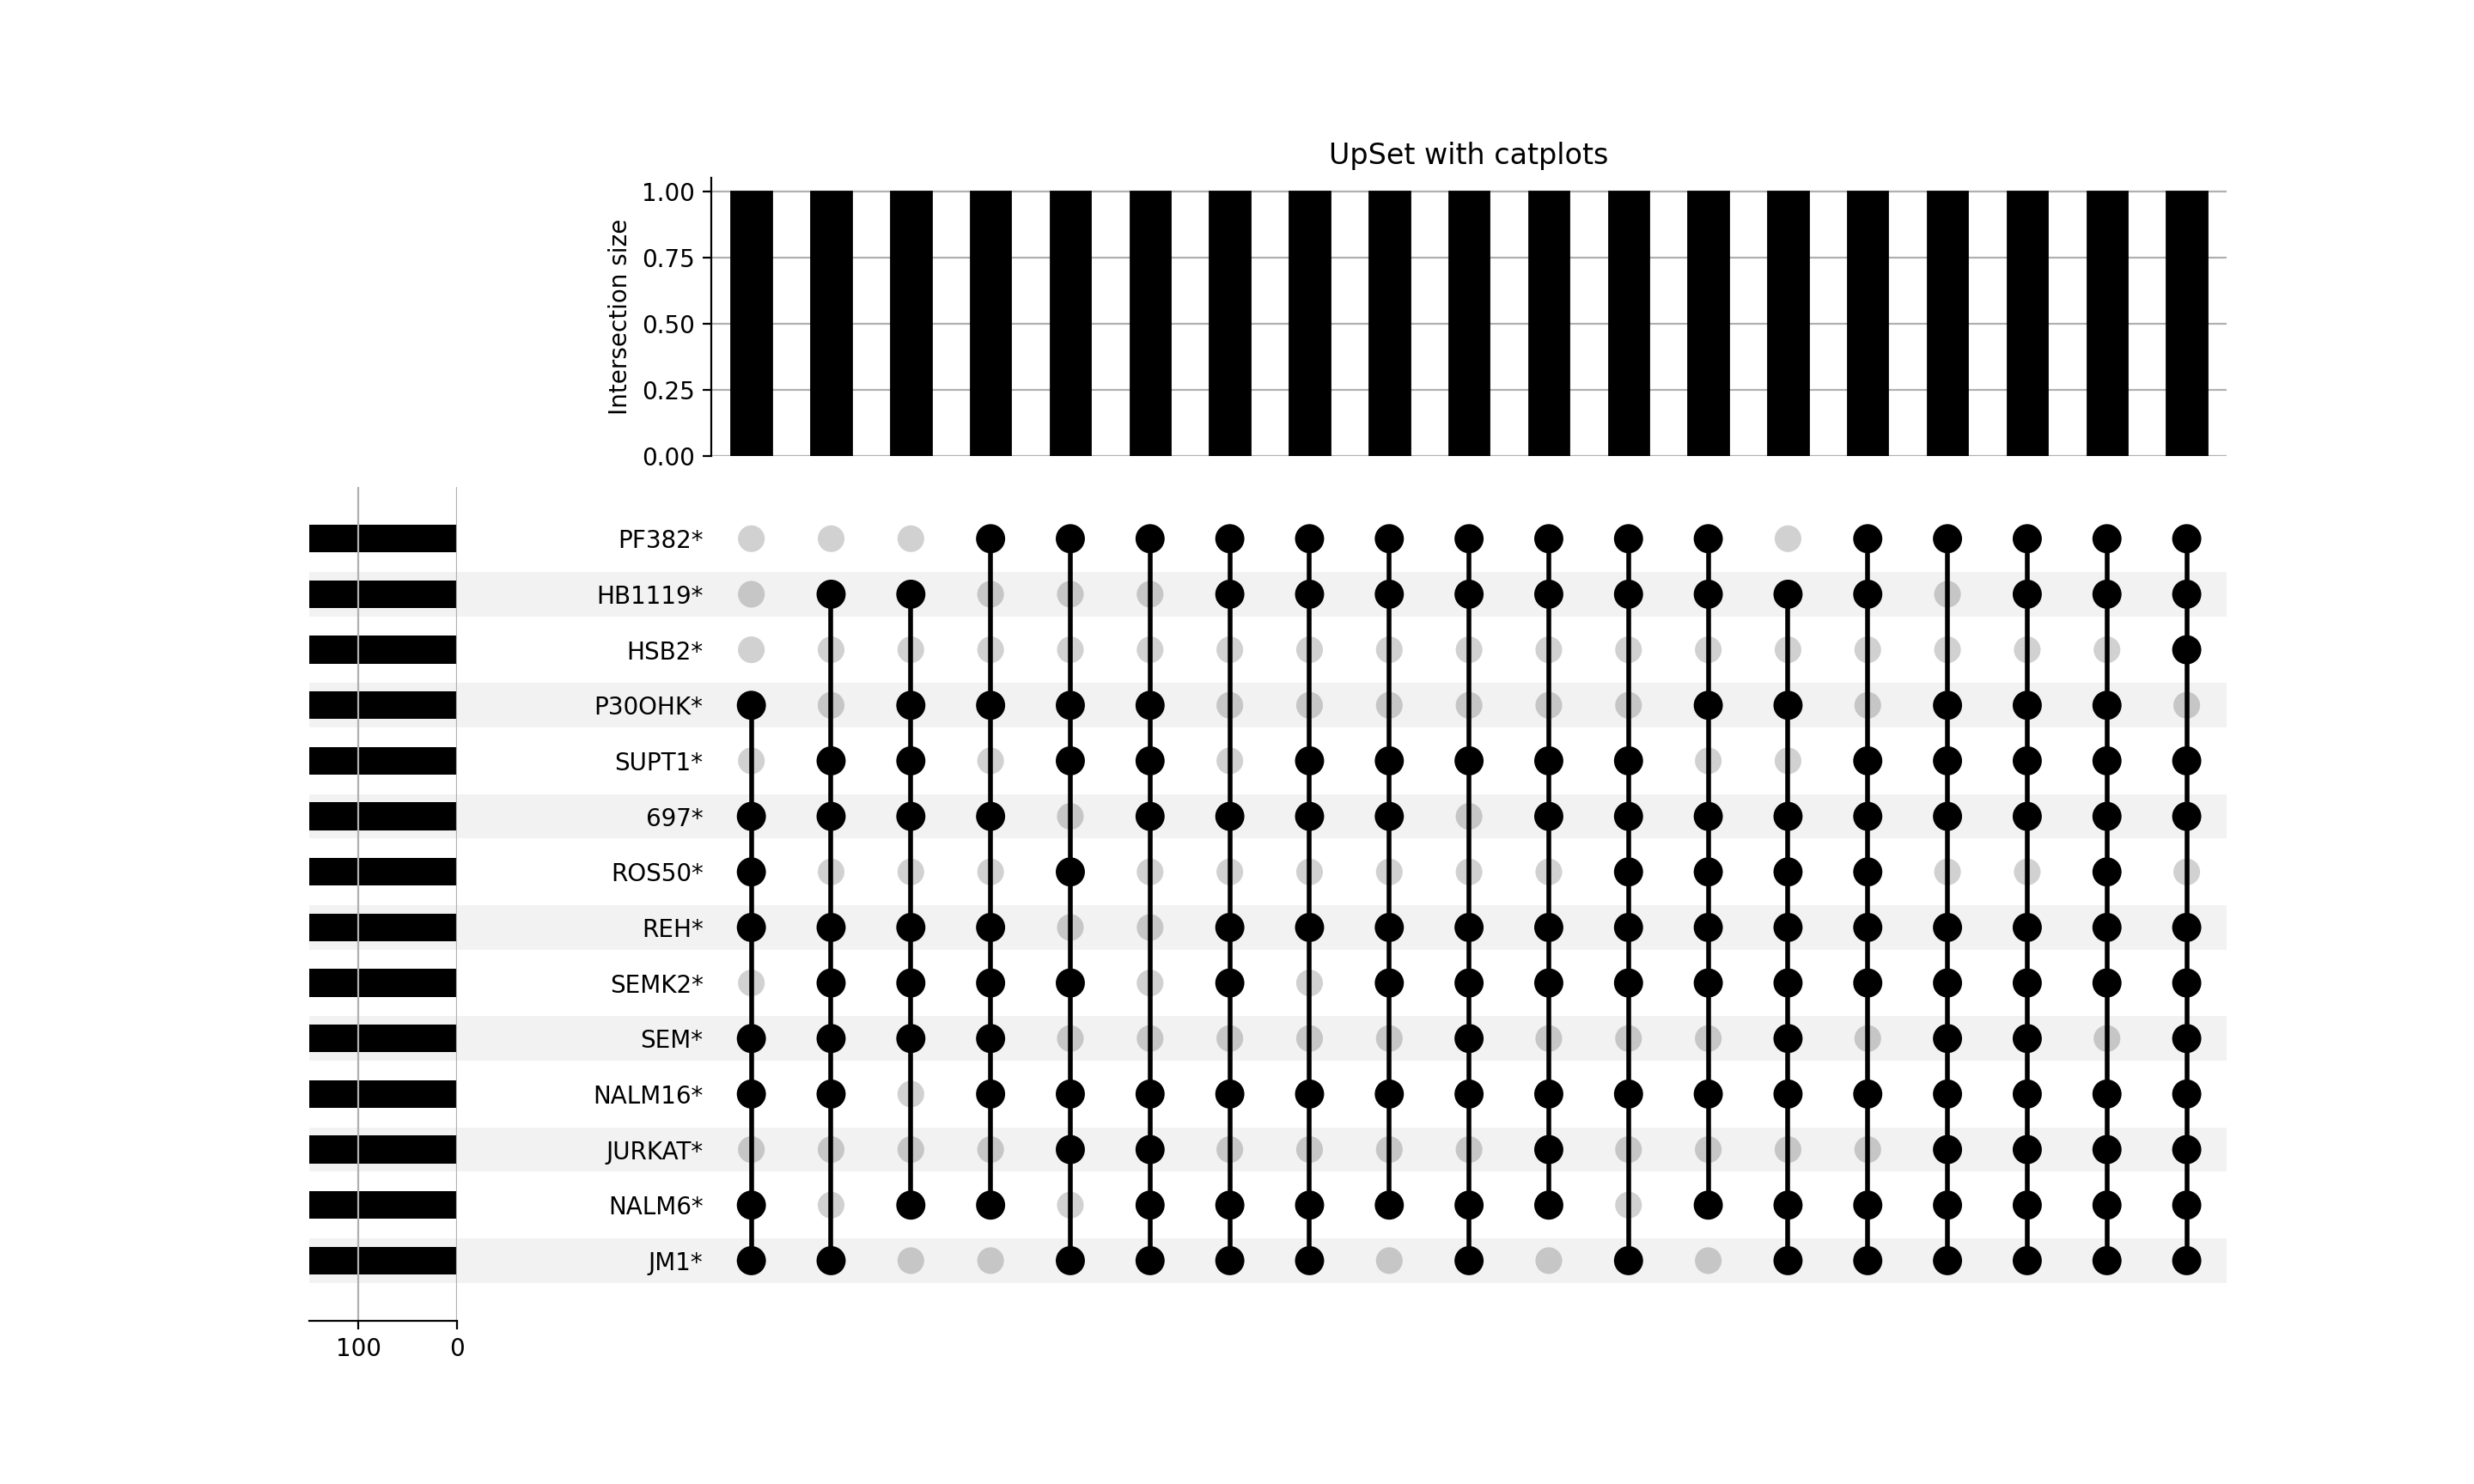 UpSet with catplots
Intersection size
1.00
0.75
0.50
0.25
0.00
PF382*
HB1119*
HSB2*
P30OHK*
SUPT1*
697*
ROS50*
REH*
SEMK2*
SEM*
NALM16*
JURKAT*
NALM6*
JM1*
100 0